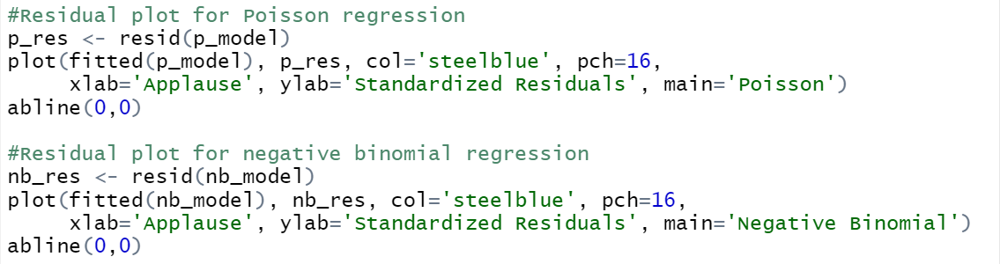 #Residual plot for Poisson regression
p_res <- resid(p_model)
plot(fitted(p_model), p_res, col='steelblue', pch=16,
     xlab='Applause', ylab='Standardized Residuals', main='Poisson')
abline(0,0)

#Residual plot for negative binomial regression
nb_res <- resid(nb_model)
plot(fitted(nb_model), nb_res, col='steelblue', pch=16,
     xlab='Applause', ylab='Standardized Residuals', main='Negative Binomial')
abline(0,0)